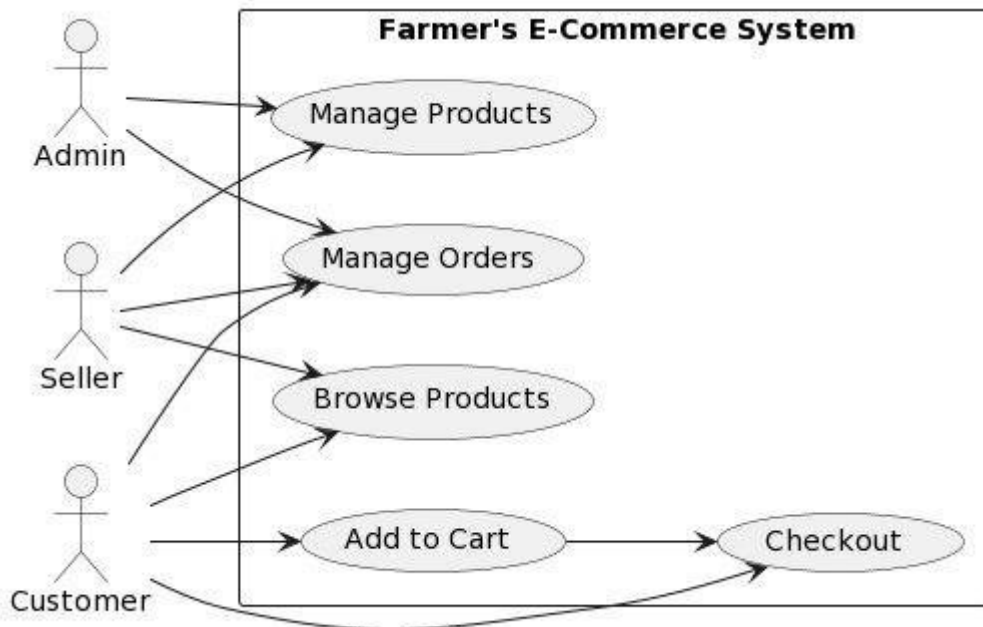 Farmer's E-Commerce System
Manage Products
Admin
Manage Orders
Seller
Browse Products
Add to Cart
Checkout
Customer